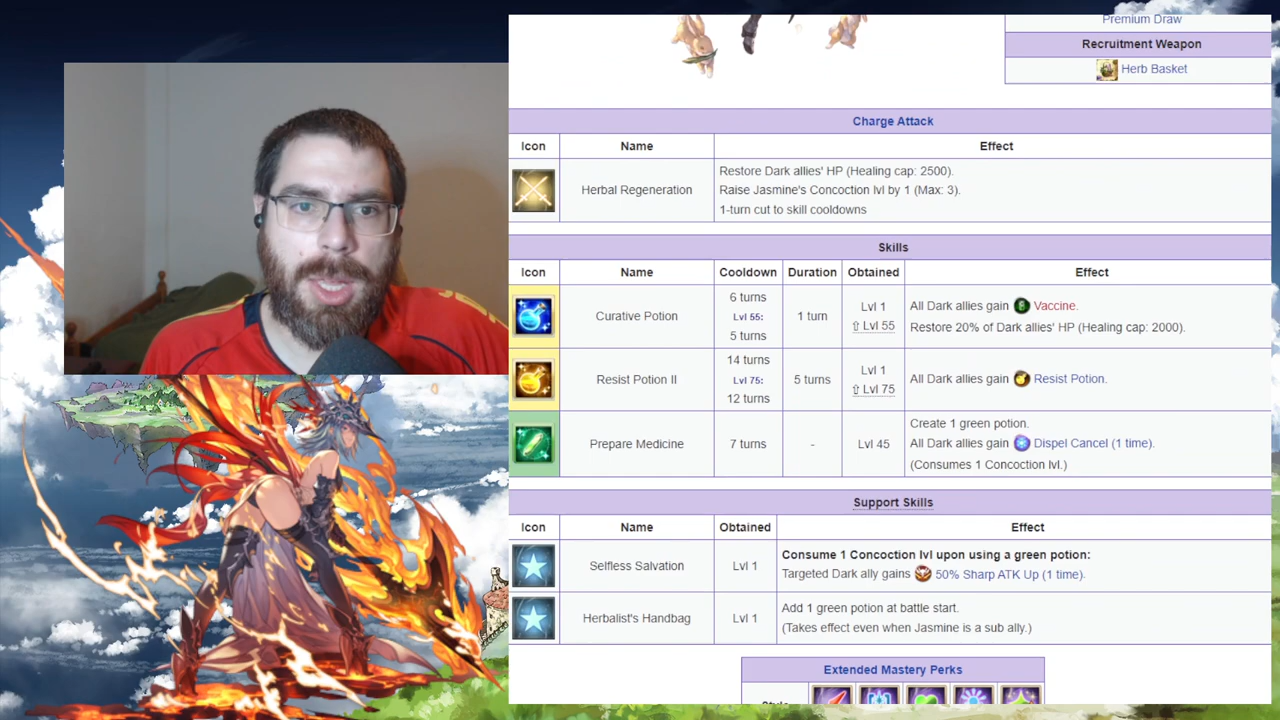 Premium Draw
Recruitment Weapon
Herb Basket
Charge Attack
Icon Name Effect
Herbal Regeneration
Restore Dark allies' HP (Healing cap: 2500).
Raise Jasmine's Concoction lvl by 1 (Max: 3).
1-turn cut to skill cooldowns
Skills
Icon Name Cooldown Duration Obtained Effect
Curative Potion
6 turns
Lvl 55:
5 turns
1 turn
Lvl 1
⇧ Lvl 55
All Dark allies gain Vaccine.
Restore 20% of Dark allies' HP (Healing cap: 2000).
Resist Potion II
14 turns
Lvl 75:
12 turns
5 turns
Lvl 1
⇧ Lvl 75
All Dark allies gain Resist Potion.
Prepare Medicine
7 turns
-
Lvl 45
Create 1 green potion.
All Dark allies gain Dispel Cancel (1 time).
(Consumes 1 Concoction lvl.)
Support Skills
Icon Name Obtained Effect
Selfless Salvation
Lvl 1
Consume 1 Concoction lvl upon using a green potion:
Targeted Dark ally gains 50% Sharp ATK Up (1 time).
Herbalist's Handbag
Lvl 1
Add 1 green potion at battle start.
(Takes effect even when Jasmine is a sub ally.)
Extended Mastery Perks